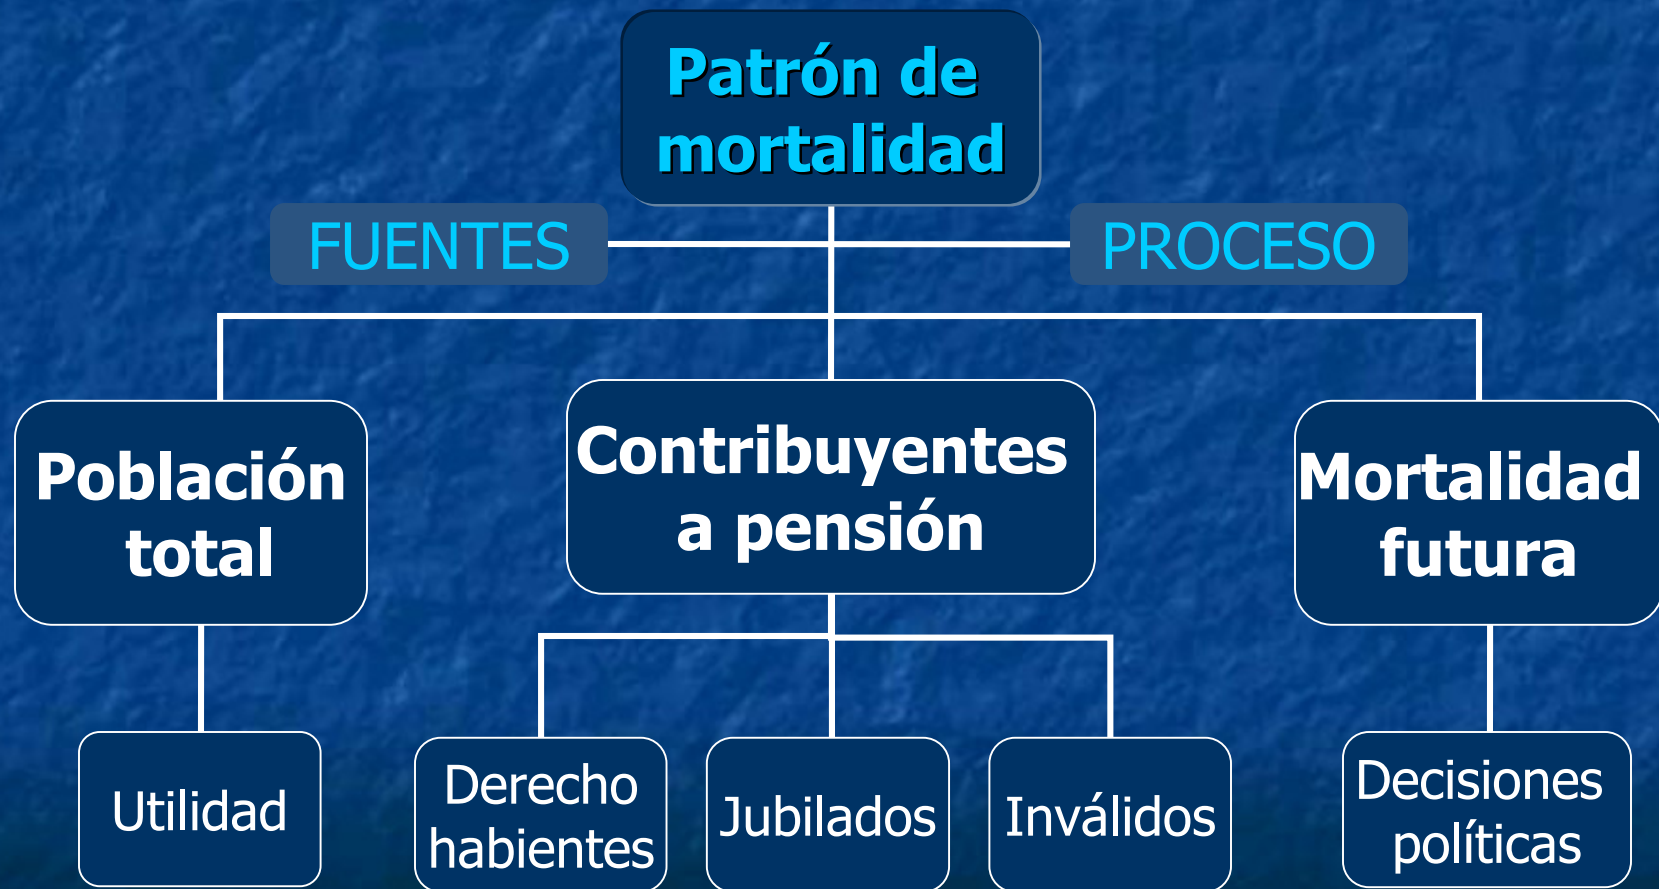 Patrón de
mortalidad
FUENTES
PROCESO
Población
total
Contribuyentes
a pensión
Mortalidad
futura
Utilidad
Derecho
habientes
Jubilados
Inválidos
Decisiones
políticas